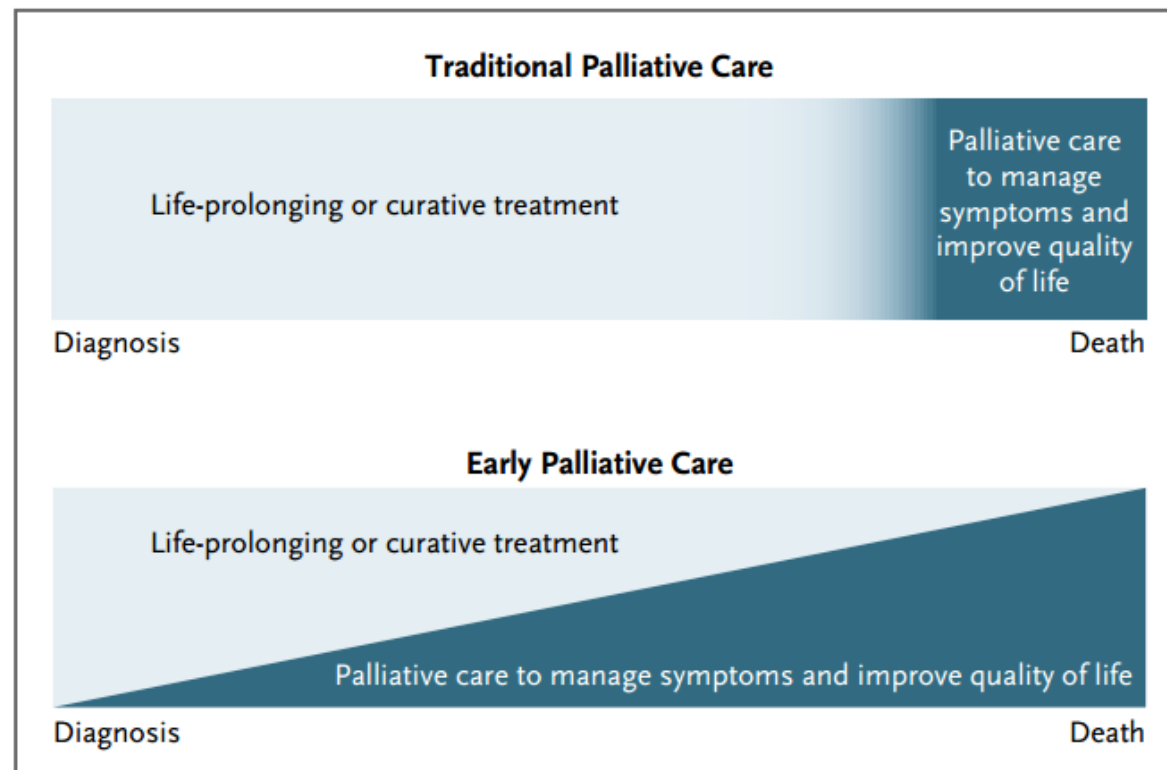 Traditional Palliative Care
Life-prolonging or curative treatment
Palliative care
to manage
symptoms and
improve quality
of life
Diagnosis
Death
Early Palliative Care
Life-prolonging or curative treatment
Palliative care to manage symptoms and improve quality of life
Diagnosis
Death